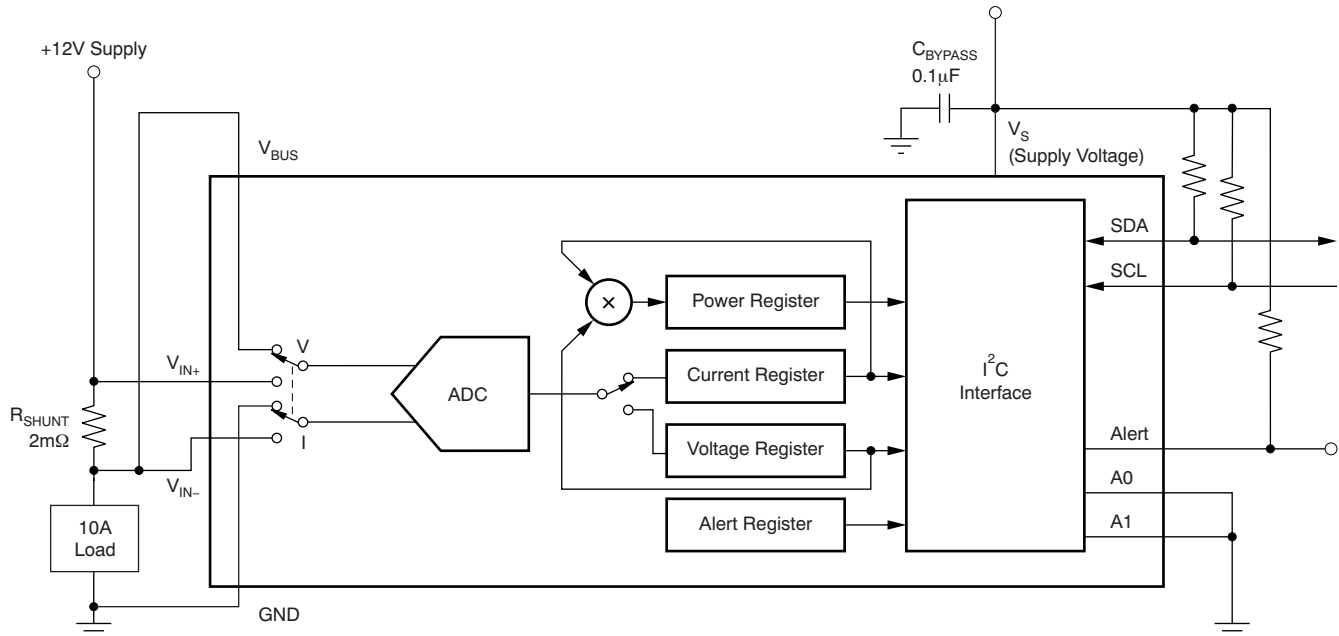 +12V Supply
C_BYPASS
0.1μF
V_S
(Supply Voltage)
V_BUS
SDA
SCL
×
Power Register
V
V_IN+
ADC
Current Register
I²C
Interface
R_SHUNT
2mΩ
I
Voltage Register
Alert
V_IN–
A0
10A
Load
Alert Register
A1
GND